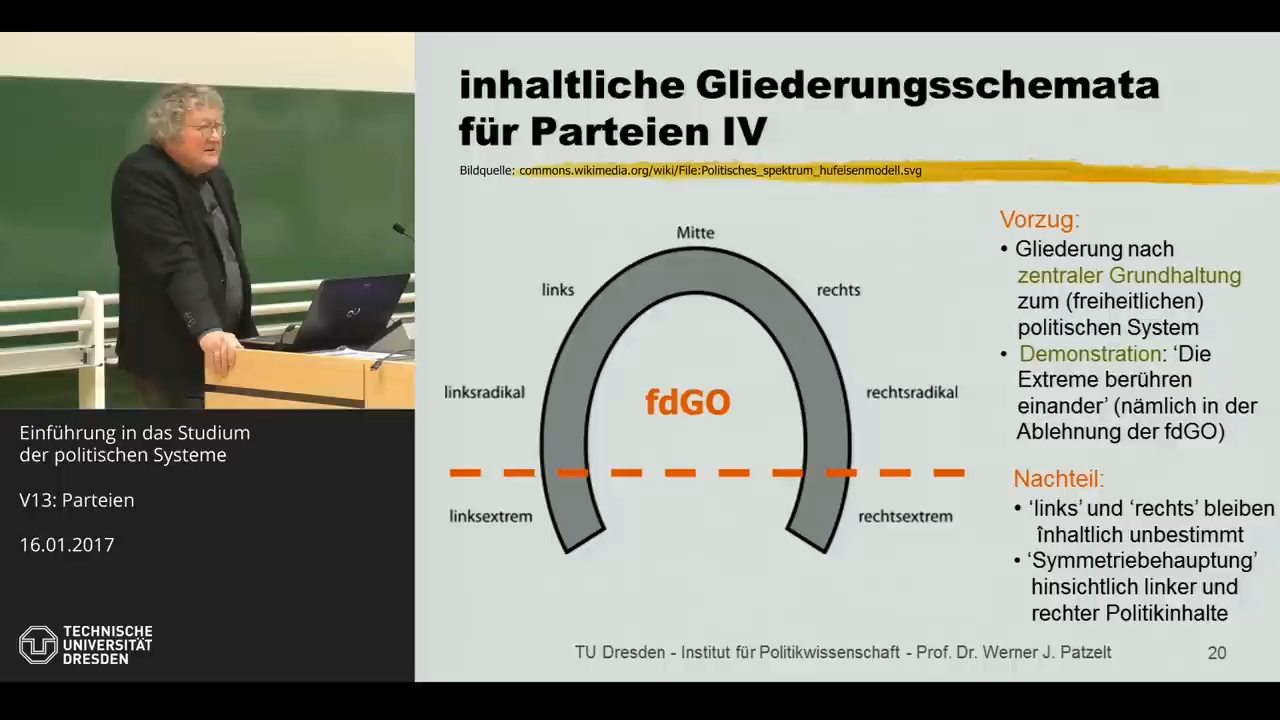 inhaltliche Gliederungsschemata
für Parteien IV
Bildquelle: commons.wikimedia.org/wiki/File:Politisches_spektrum_hufeisenmodell.svg
Mitte
links
rechts
linksradikal
rechtsradikal
fdGO
linksextrem
rechtsextrem
Vorzug:
• Gliederung nach
zentraler Grundhaltung
zum (freiheitlichen)
politischen System
• Demonstration: ‘Die
Extreme berühren
einander’ (nämlich in der
Ablehnung der fdGO)
Nachteil:
• ‘links’ und ‘rechts’ bleiben
inhaltlich unbestimmt
• ‘Symmetriebehauptung’
hinsichtlich linker und
rechter Politikinhalte
TU Dresden - Institut für Politikwissenschaft - Prof. Dr. Werner J. Patzelt
20
Einführung in das Studium
der politischen Systeme
V13: Parteien
16.01.2017
TECHNISCHE
UNIVERSITÄT
DRESDEN